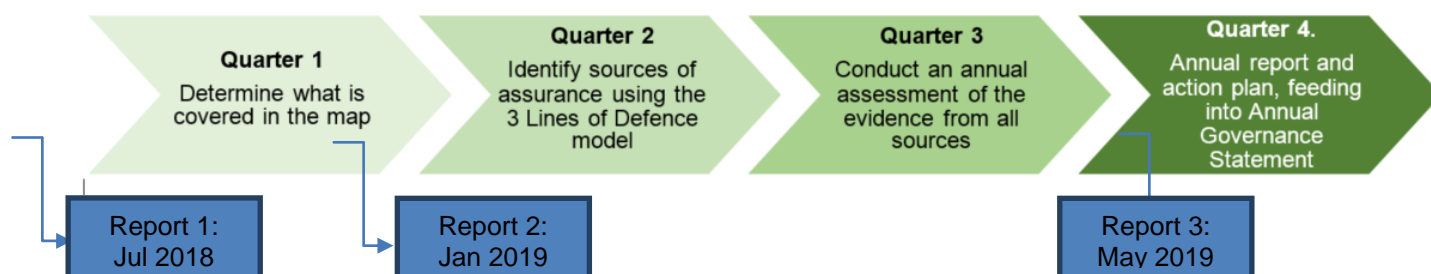 Quarter 1
Determine what is
covered in the map
Quarter 2
Identify sources of
assurance using the
3 Lines of Defence
model
Quarter 3
Conduct an annual
assessment of the
evidence from all
sources
Quarter 4.
Annual report and
action plan, feeding
into Annual
Governance
Statement
Report 1:
Jul 2018
Report 2:
Jan 2019
Report 3:
May 2019